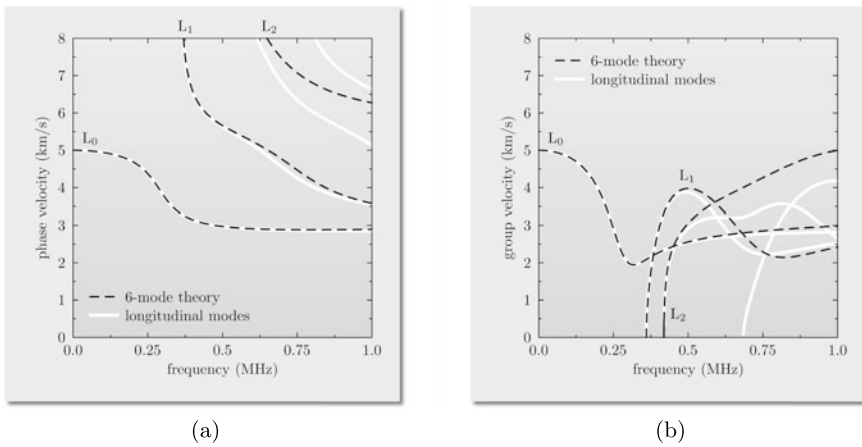 L₁ L₂
8
7
6
5
4
3
2
1
0
phase velocity (km/s)
L₀
6-mode theory
longitudinal modes
0.0 0.25 0.5 0.75 1.0
frequency (MHz)
(a)
8
7
6
5
4
3
2
1
0
group velocity (km/s)
6-mode theory
longitudinal modes
L₀
L₁
L₂
0.0 0.25 0.5 0.75 1.0
frequency (MHz)
(b)